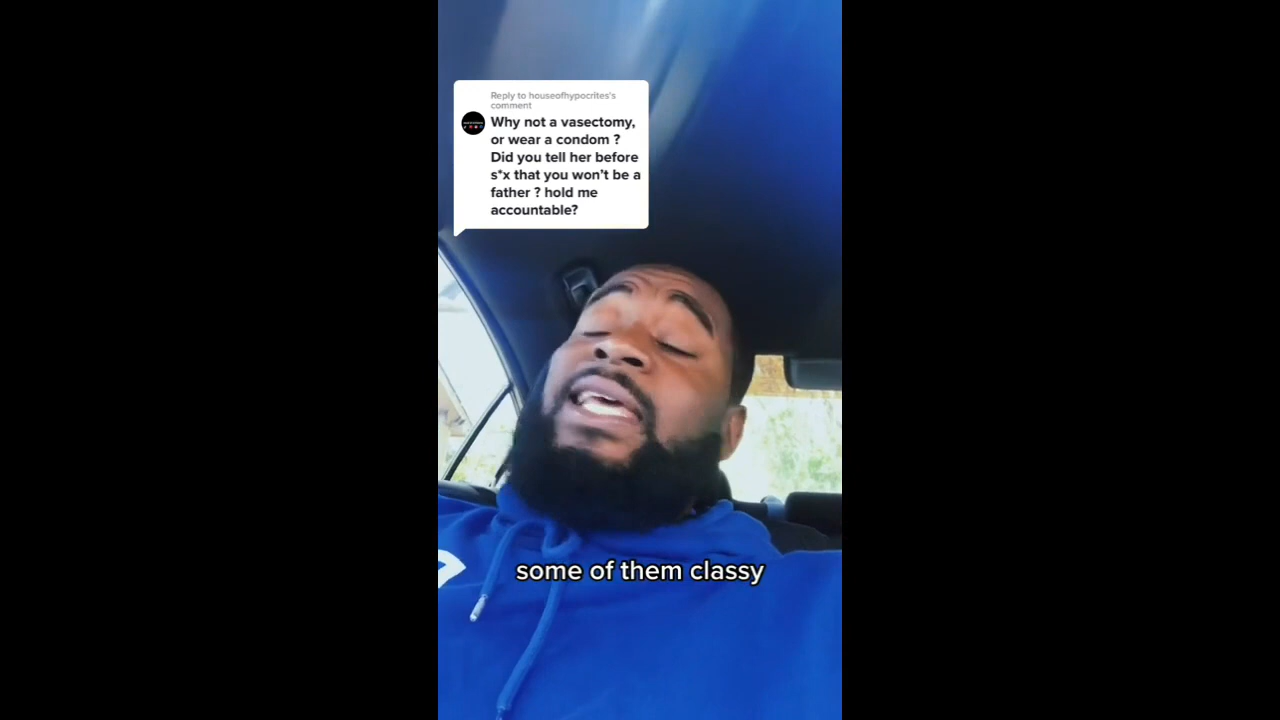 Reply to houseofhypocrites's
comment
Why not a vasectomy,
or wear a condom ?
Did you tell her before
s*x that you won't be a
father ? hold me
accountable?
some of them classy